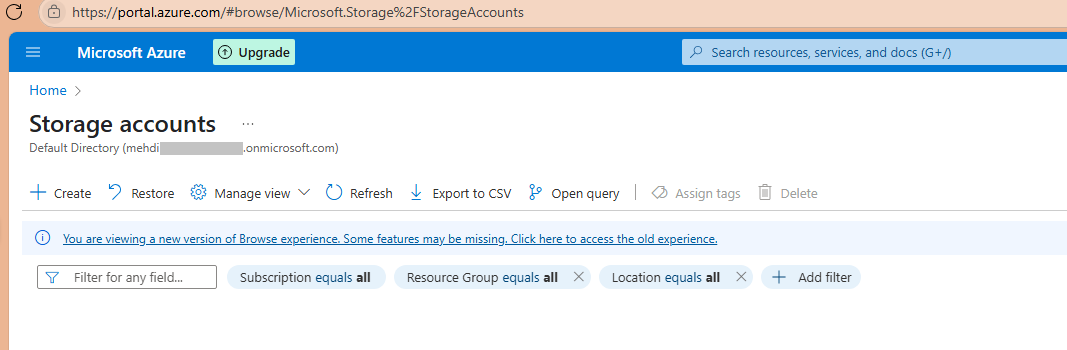 https://portal.azure.com/#browse/Microsoft.Storage%2FStorageAccounts
Microsoft Azure Upgrade Search resources, services, and docs (G+/)
Home >
Storage accounts ...
Default Directory (mehdi .onmicrosoft.com)
Create Restore Manage view Refresh Export to CSV Open query Assign tags Delete
You are viewing a new version of Browse experience. Some features may be missing. Click here to access the old experience.
Filter for any field... Subscription equals all Resource Group equals all Location equals all Add filter